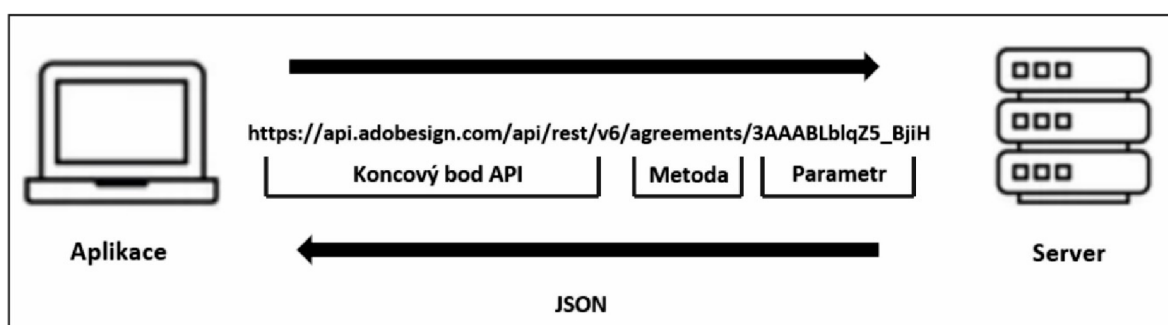 https://api.adobesign.com/api/rest/v6/agreements/3AAABLblqZ5_BjiH
Koncový bod API Metoda Parametr
Aplikace Server
JSON